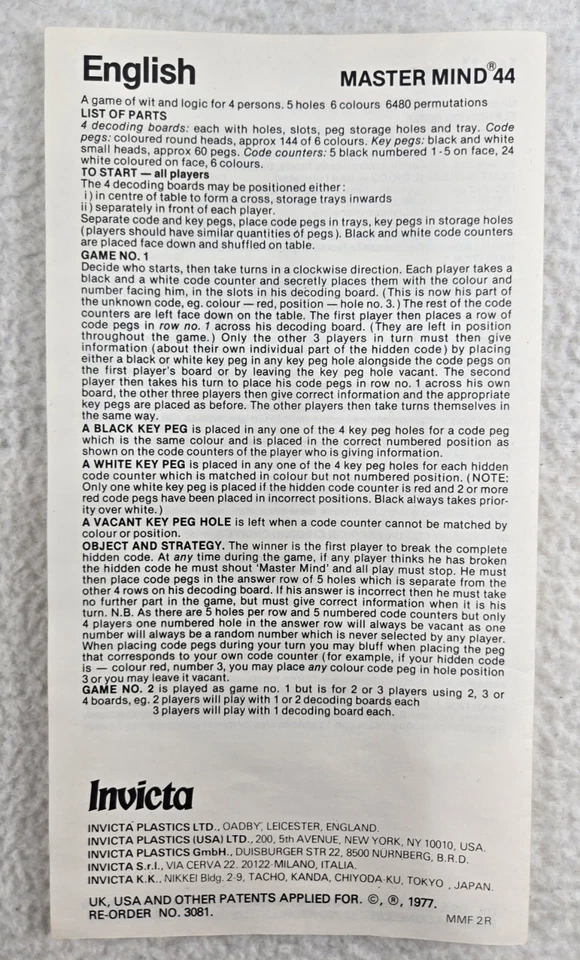 English
MASTER MIND®44
A game of wit and logic for 4 persons. 5 holes 6 colours 6480 permutations
LIST OF PARTS
4 decoding boards: each with holes, slots, peg storage holes and tray. Code
pegs: coloured round heads, approx 144 of 6 colours. Key pegs: black and white
small heads, approx 60 pegs. Code counters: 5 black numbered 1-5 on face, 24
white coloured on face, 6 colours.
TO START — all players
The 4 decoding boards may be positioned either:
i) in centre of table to form a cross, storage trays inwards
ii) separately in front of each player.
Separate code and key pegs, place code pegs in trays, key pegs in storage holes
(players should have similar quantities of pegs). Black and white code counters
are placed face down and shuffled on table.
GAME NO. 1
Decide who starts, then take turns in a clockwise direction. Each player takes a
black and a white code counter and secretly places them with the colour and
number facing him, in the slots in his decoding board. (This is now his part of
the unknown code, eg. colour — red, position — hole no. 3.) The rest of the code
counters are left face down on the table. The first player then places a row of
code pegs in row no. 1 across his decoding board. (They are left in position
throughout the game.) Only the other 3 players in turn must then give
information (about their own individual part of the hidden code) by placing
either a black or white key peg in any key peg hole alongside the code pegs on
the first player's board or by leaving the key peg hole vacant. The second
player then takes his turn to place his code pegs in row no. 1 across his own
board, the other three players then give correct information and the appropriate
key pegs are placed as before. The other players then take turns themselves in
the same way.
A BLACK KEY PEG is placed in any one of the 4 key peg holes for a code peg
which is the same colour and is placed in the correct numbered position as
shown on the code counters of the player who is giving information.
A WHITE KEY PEG is placed in any one of the 4 key peg holes for each hidden
code counter which is matched in colour but not numbered position. (NOTE:
Only one white key peg is placed if the hidden code counter is red and 2 or more
red code pegs have been placed in incorrect positions. Black always takes prior-
ity over white.)
A VACANT KEY PEG HOLE is left when a code counter cannot be matched by
colour or position.
OBJECT AND STRATEGY. The winner is the first player to break the complete
hidden code. At any time during the game, if any player thinks he has broken
the hidden code he must shout 'Master Mind' and all play must stop. He must
then place code pegs in the answer row of 5 holes which is separate from the
other 4 rows on his decoding board. If his answer is incorrect then he must take
no further part in the game, but must give correct information when it is his
turn. N.B. As there are 5 holes per row and 5 numbered code counters but only
4 players one numbered hole in the answer row will always be vacant as one
number will always be a random number which is never selected by any player.
When placing code pegs during your turn you may bluff when placing the peg
that corresponds to your own code counter (for example, if your hidden code
is — colour red, number 3, you may place any colour code peg in hole position
3 or you may leave it vacant.
GAME NO. 2 is played as game no. 1 but is for 2 or 3 players using 2, 3 or
4 boards, eg. 2 players will play with 1 or 2 decoding boards each
3 players will play with 1 decoding board each.
Invicta
INVICTA PLASTICS LTD., OADBY, LEICESTER, ENGLAND.
INVICTA PLASTICS (USA) LTD., 200, 5th AVENUE, NEW YORK, NY 10010, USA.
INVICTA PLASTICS GmbH., DUISBURGER STR 22, 8500 NÜRNBERG, B.R.D.
INVICTA S.r.l., VIA CERVA 22. 20122-MILANO, ITALIA.
INVICTA K.K., NIKKEI Bldg. 2-9, TACHO, KANDA, CHIYODA-KU, TOKYO, JAPAN.
UK, USA AND OTHER PATENTS APPLIED FOR. ©, ®, 1977.
RE-ORDER NO. 3081.
MMF 2R